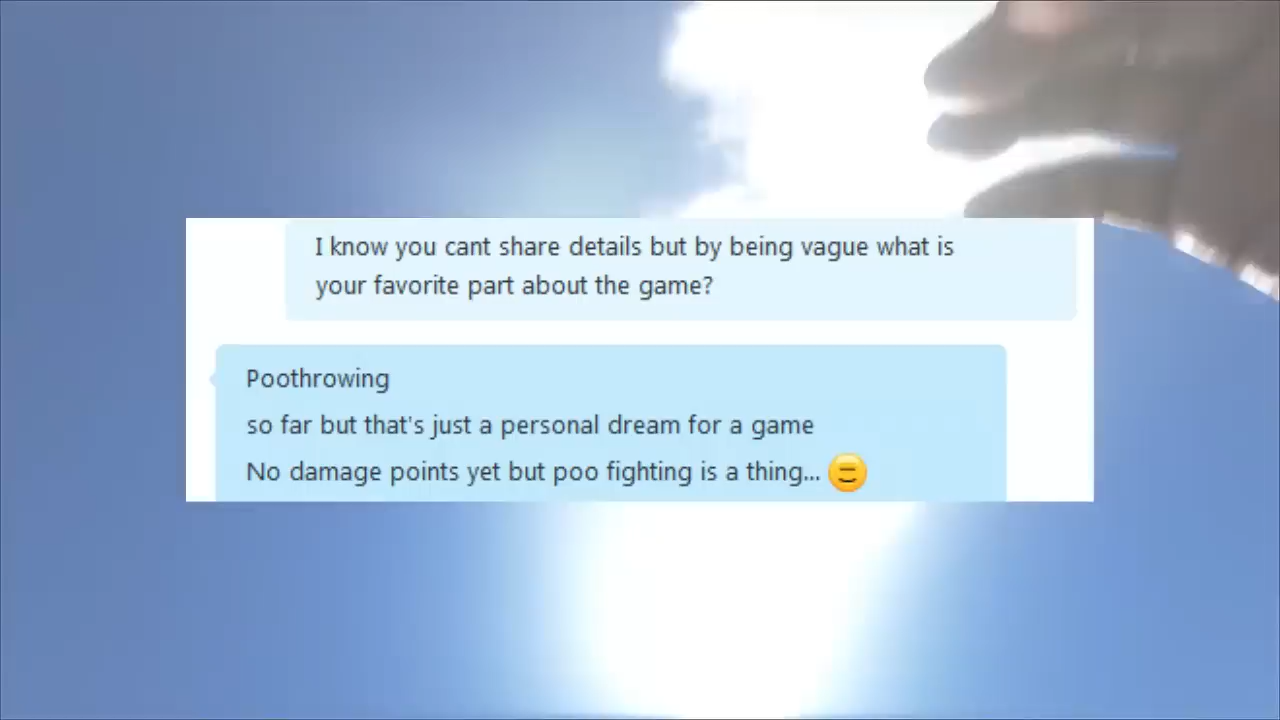 I know you cant share details but by being vague what is
your favorite part about the game?
Poothrowing
so far but that's just a personal dream for a game
No damage points yet but poo fighting is a thing...